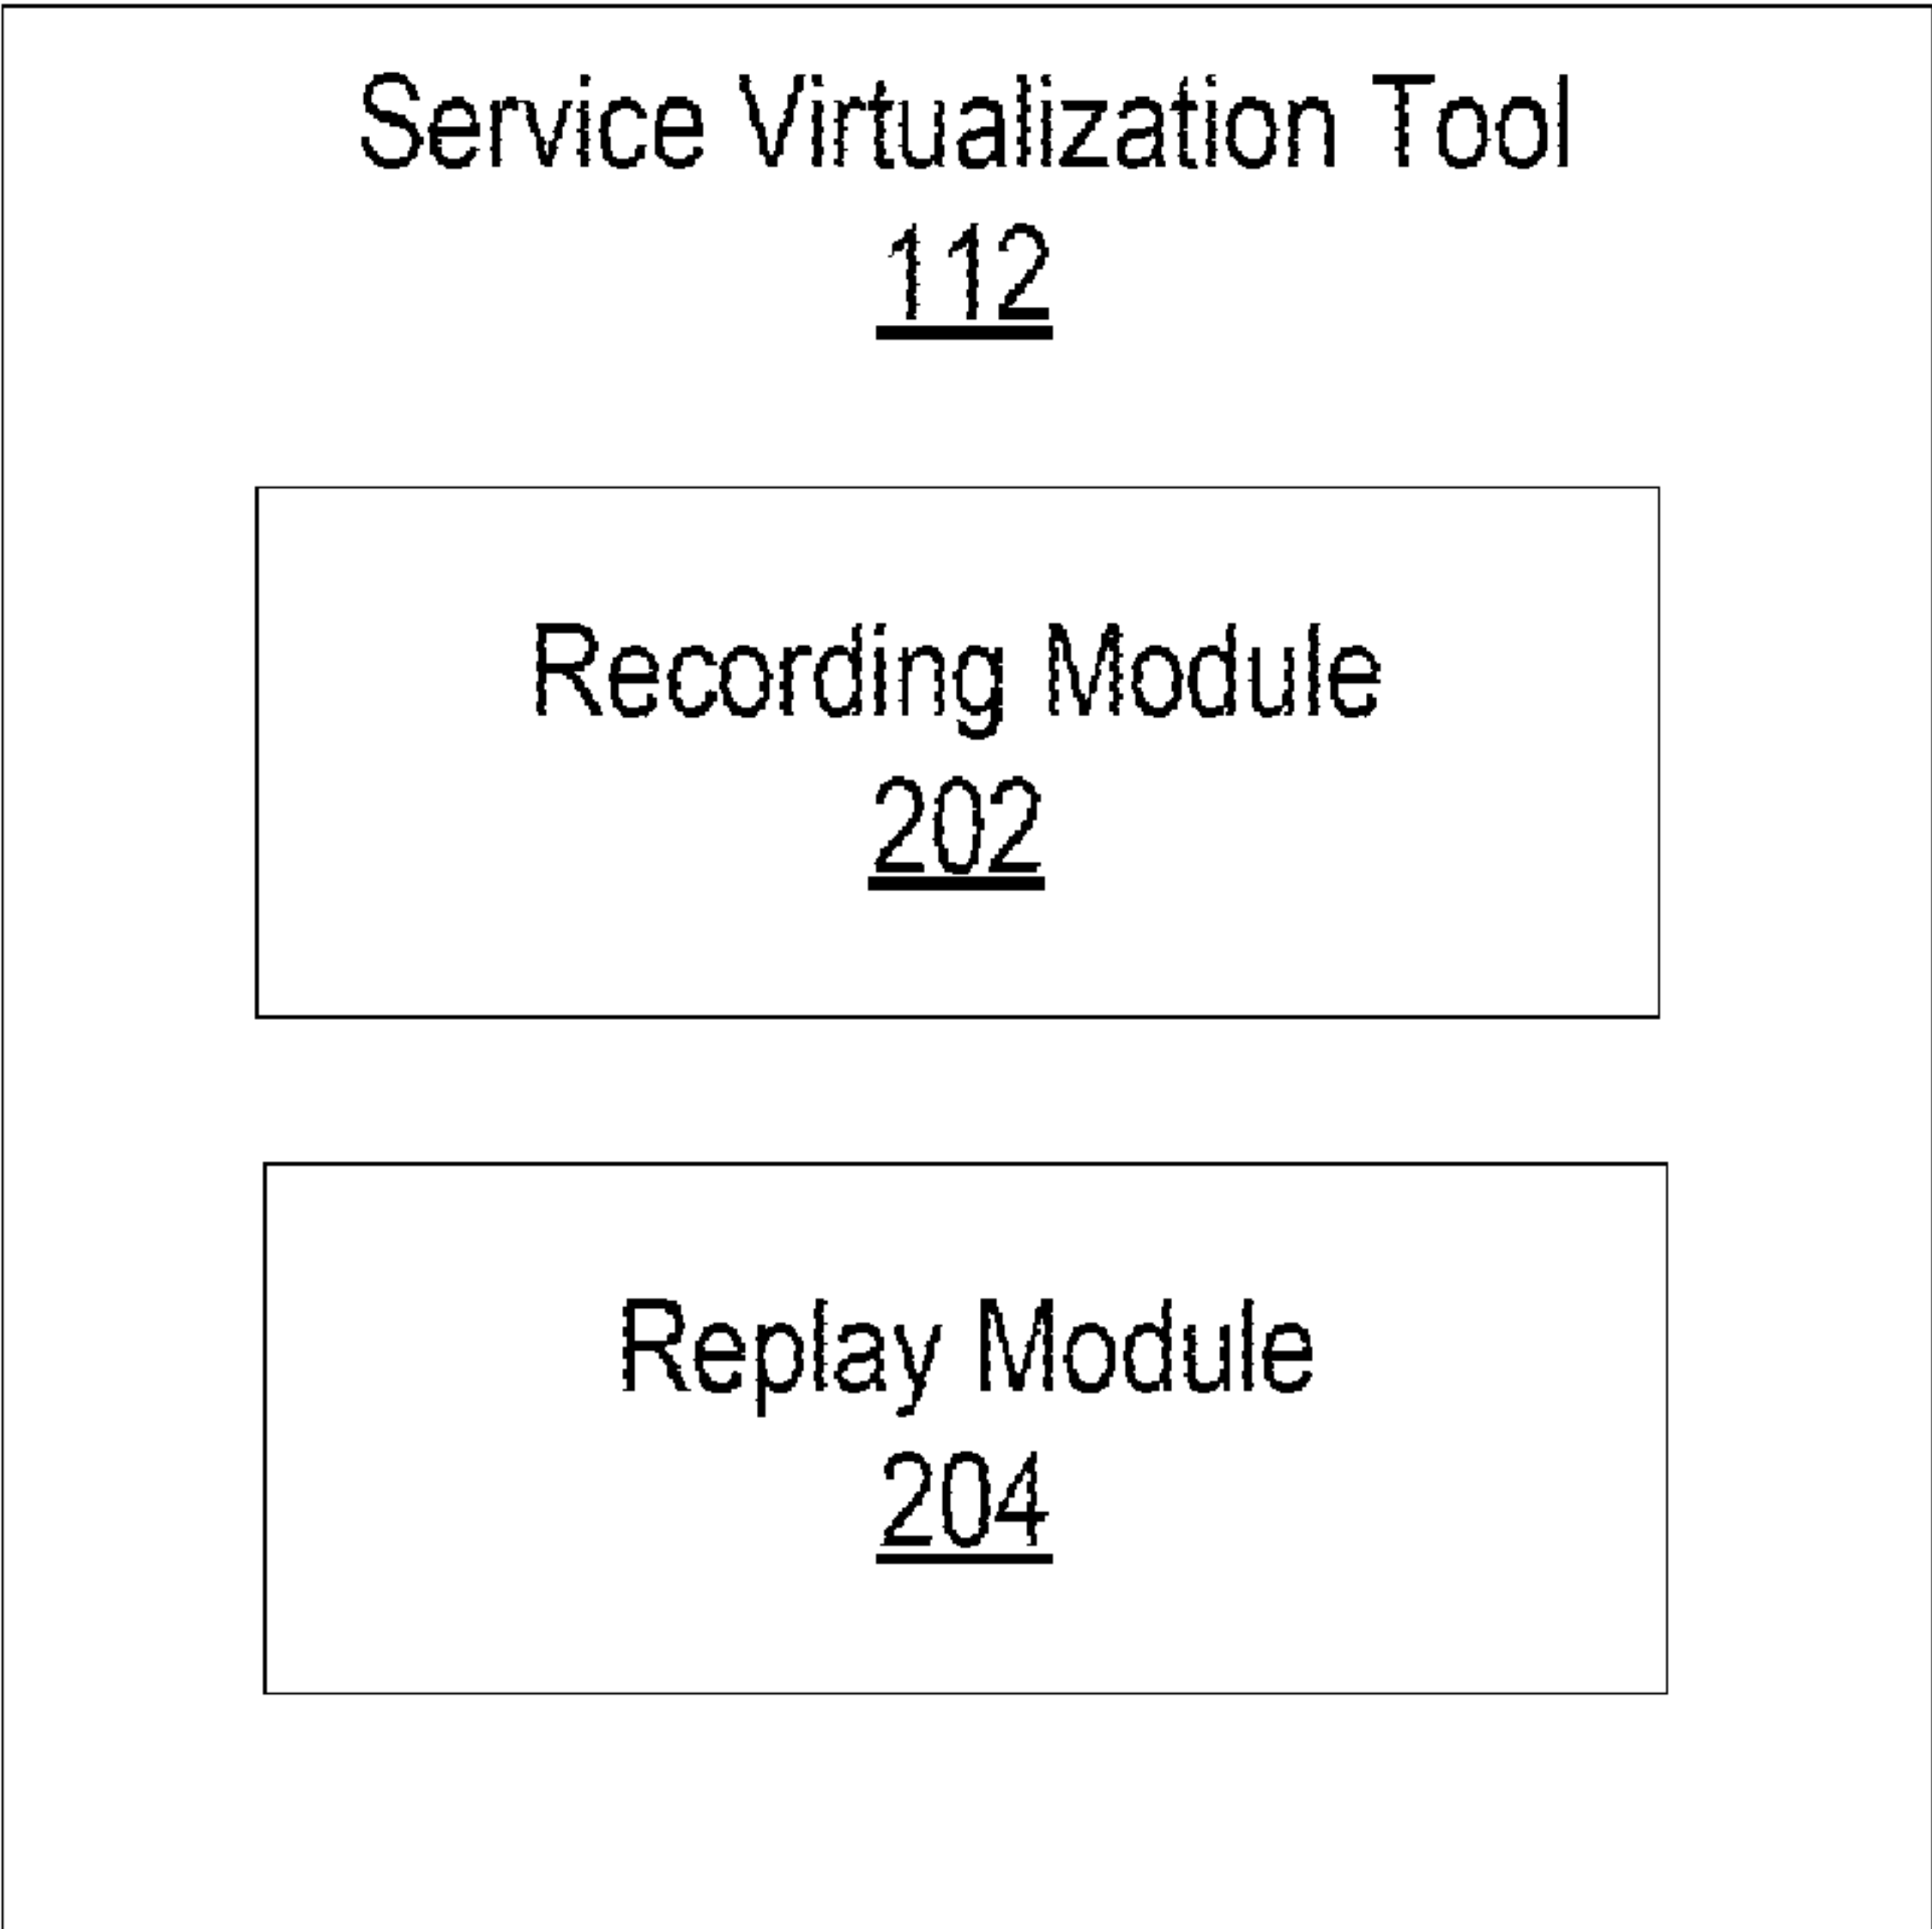 Service Virtualization Tool
112
Recording Module
202
Replay Module
204